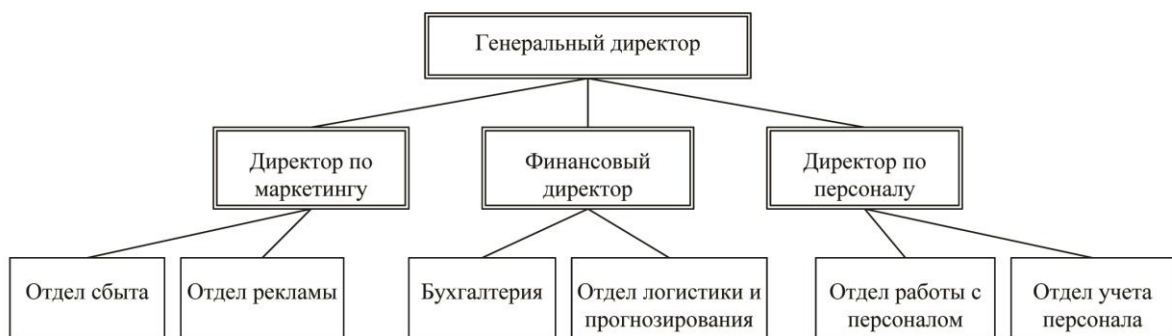 Генеральный директор
Директор по
маркетингу
Финансовый
директор
Директор по
персоналу
Отдел сбыта
Отдел рекламы
Бухгалтерия
Отдел логистики и
прогнозирования
Отдел работы с
персоналом
Отдел учета
персонала